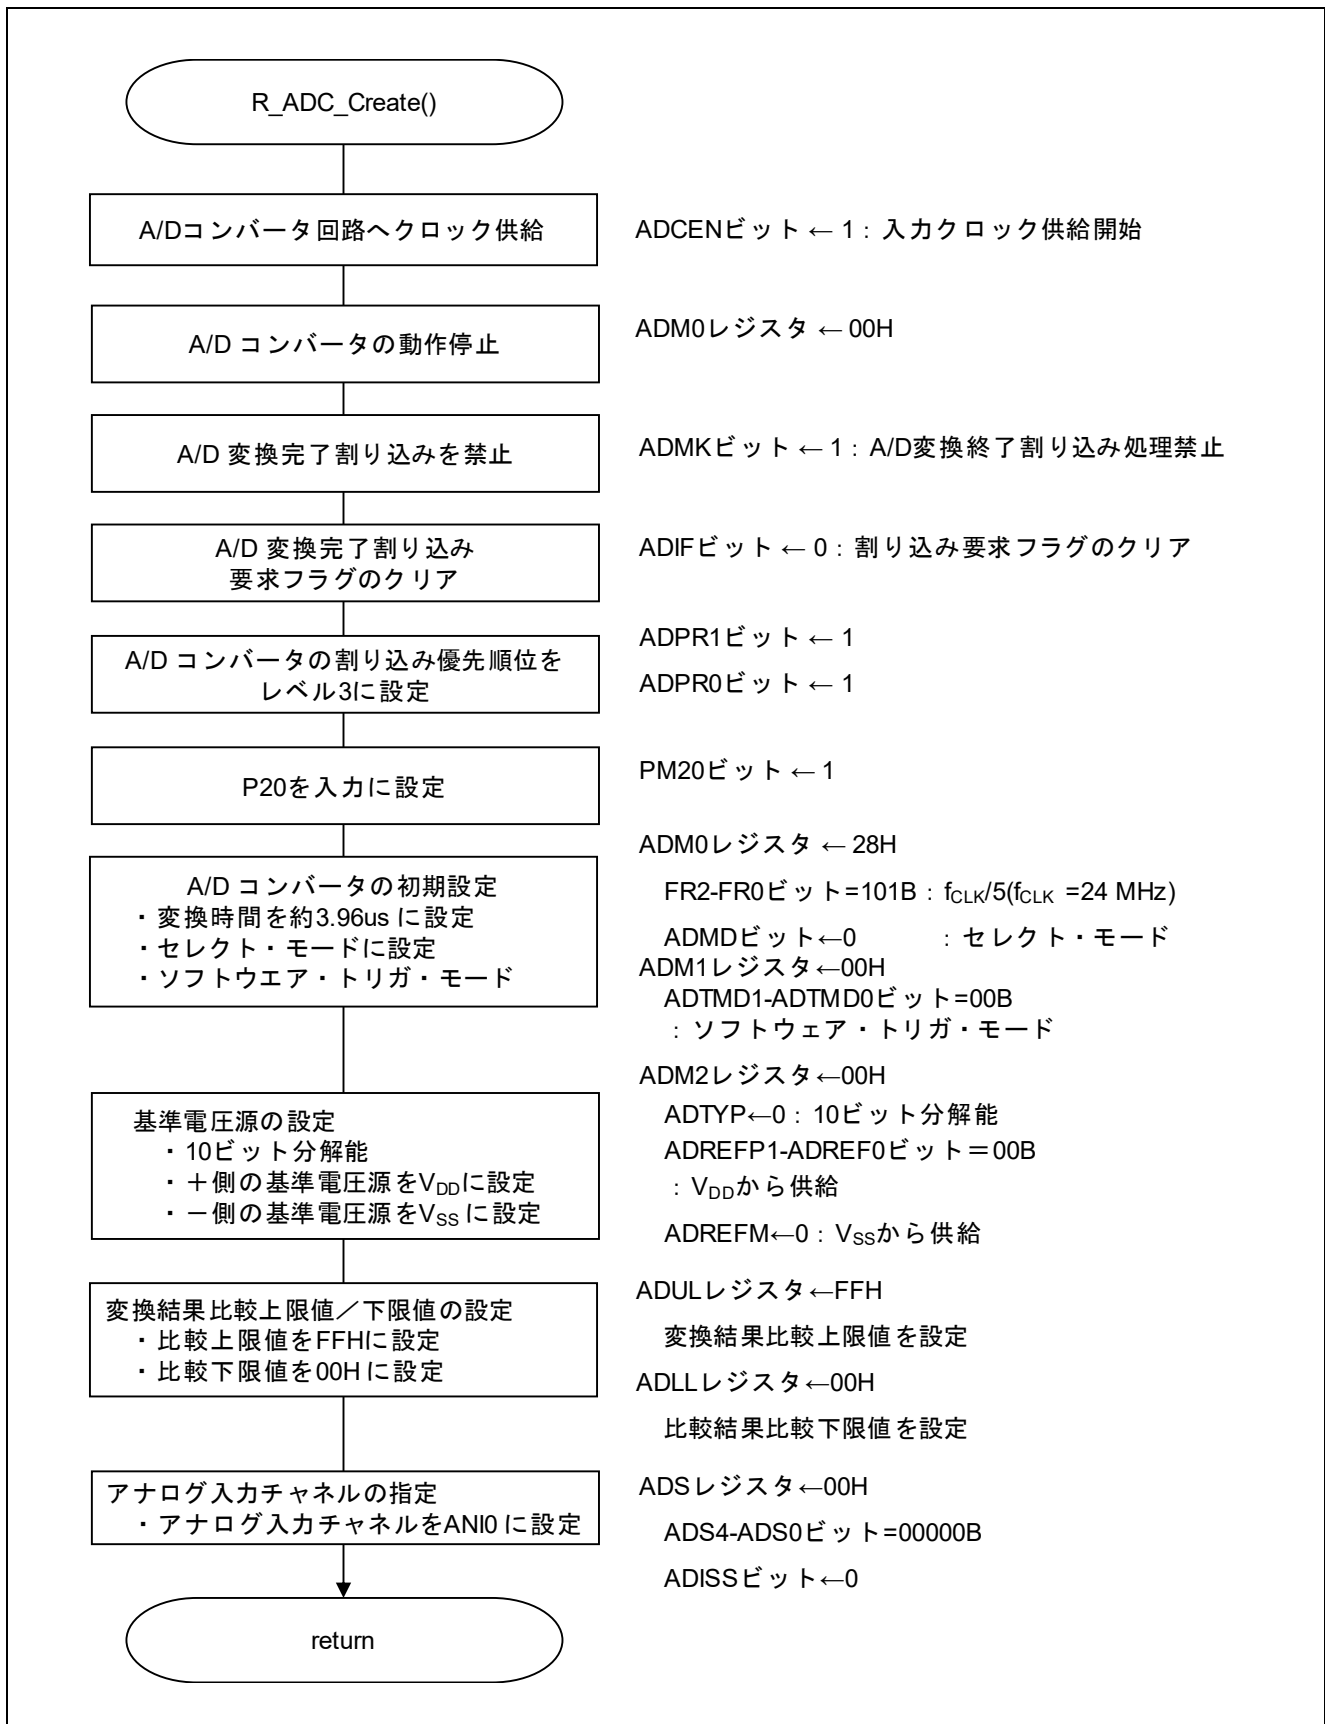 R_ADC_Create()
A/Dコンバータ回路へクロック供給
ADCENビット ← 1：入力クロック供給開始
A/D コンバータの動作停止
ADM0レジスタ ← 00H
A/D 変換完了割り込みを禁止
ADMKビット ← 1：A/D変換終了割り込み処理禁止
A/D 変換完了割り込み
要求フラグのクリア
ADIFビット ← 0：割り込み要求フラグのクリア
A/D コンバータの割り込み優先順位を
レベル3に設定
ADPR1ビット ← 1
ADPR0ビット ← 1
P20を入力に設定
PM20ビット ← 1
A/D コンバータの初期設定
・変換時間を約3.96us に設定
・セレクト・モードに設定
・ソフトウエア・トリガ・モード
ADM0レジスタ ← 28H
FR2-FR0ビット=101B：fCLK/5(fCLK =24 MHz)
ADMDビット←0 ：セレクト・モード
ADM1レジスタ←00H
ADTMD1-ADTMD0ビット=00B
：ソフトウェア・トリガ・モード
基準電圧源の設定
・10ビット分解能
・＋側の基準電圧源をVDDに設定
・－側の基準電圧源をVSS に設定
ADM2レジスタ←00H
ADTYP←0：10ビット分解能
ADREFP1-ADREF0ビット＝00B
：VDDから供給
ADREFM←0：VSSから供給
変換結果比較上限値／下限値の設定
・比較上限値をFFHに設定
・比較下限値を00Hに設定
ADULレジスタ←FFH
変換結果比較上限値を設定
ADLLレジスタ←00H
比較結果比較下限値を設定
アナログ入力チャネルの指定
・アナログ入力チャネルをANI0 に設定
ADSレジスタ←00H
ADS4-ADS0ビット=00000B
ADISSビット←0
return